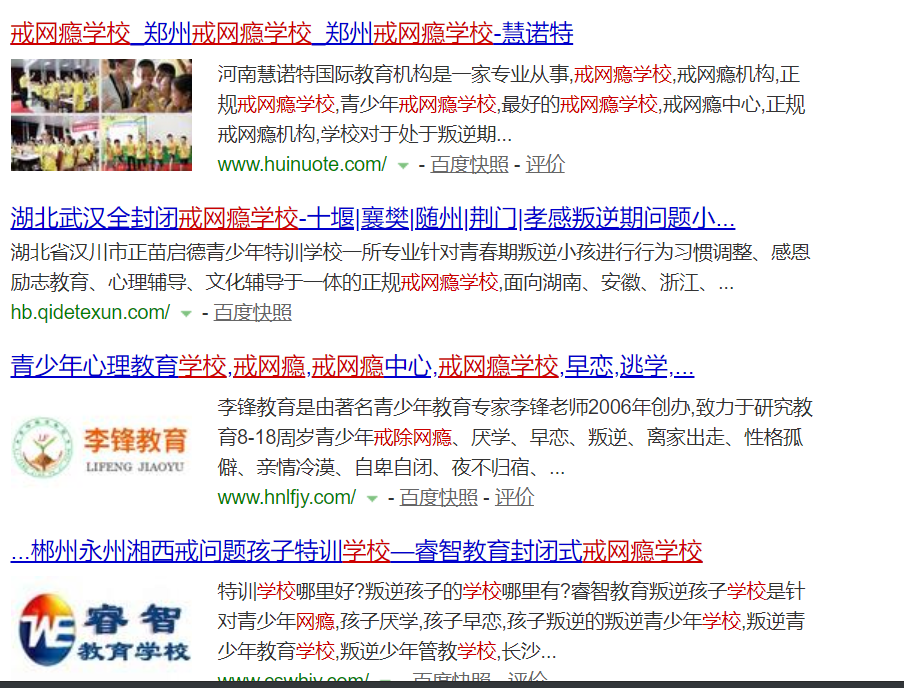 戒网瘾学校_郑州戒网瘾学校_郑州戒网瘾学校-慧诺特
河南慧诺特国际教育机构是一家专业从事,戒网瘾学校,戒网瘾机构,正
规戒网瘾学校,青少年戒网瘾学校,最好的戒网瘾学校,戒网瘾中心,正规
戒网瘾机构,学校对于处于叛逆期...
www.huinuote.com/ - 百度快照 - 评价
湖北武汉全封闭戒网瘾学校-十堰|襄樊|随州|荆门|孝感叛逆期问题小...
湖北省汉川市正苗启德青少年特训学校一所专业针对青春期叛逆小孩进行行为习惯调整、感恩
励志教育、心理辅导、文化辅导于一体的正规戒网瘾学校,面向湖南、安徽、浙江、...
hb.qidetexun.com/ - 百度快照
青少年心理教育学校,戒网瘾,戒网瘾中心,戒网瘾学校,早恋,逃学,...
李锋教育
LIFENG JIAOYU
李锋教育是由著名青少年教育专家李锋老师2006年创办,致力于研究教
育8-18周岁青少年戒除网瘾、厌学、早恋、叛逆、离家出走、性格孤
僻、亲情冷漠、自卑自闭、夜不归宿、...
www.hnlfjy.com/ - 百度快照 - 评价
...郴州永州湘西戒问题孩子特训学校—睿智教育封闭式戒网瘾学校
睿智
教育学校
特训学校哪里好?叛逆孩子的学校哪里有?睿智教育叛逆孩子学校是针
对青少年网瘾,孩子厌学,孩子早恋,孩子叛逆的叛逆青少年学校,叛逆青
少年教育学校,叛逆少年管教学校,长沙...
www.cswhjy.com/ - 百度快照 - 评价